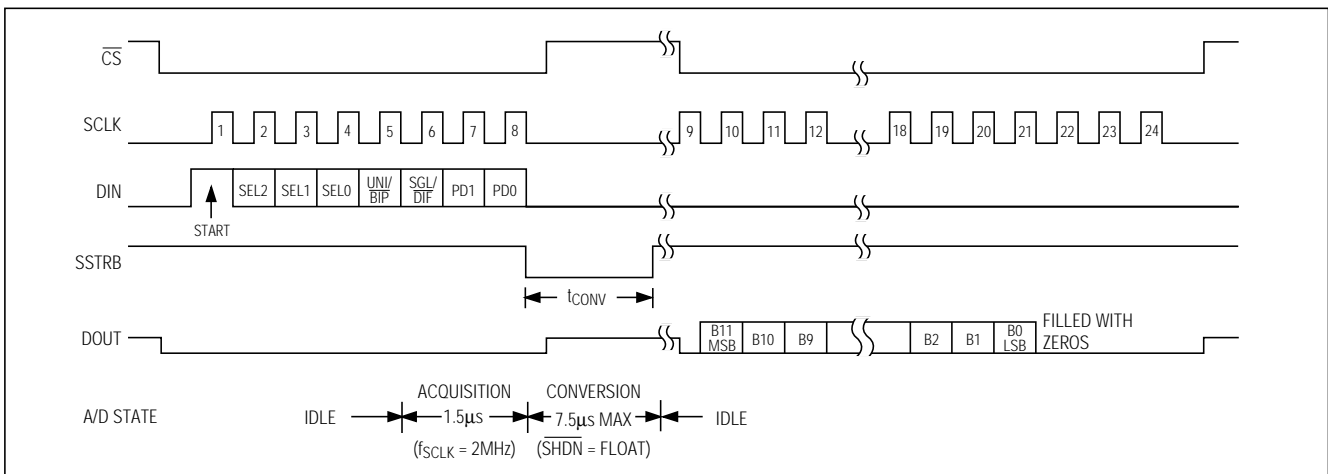 CS
SCLK
1 2 3 4 5 6 7 8 9 10 11 12 18 19 20 21 22 23 24
DIN
SEL2 SEL1 SEL0 UNI/BIP SGL/DIF PD1 PD0
START
SSTRB
tCONV
DOUT
B11 MSB B10 B9 B2 B1 B0 LSB FILLED WITH ZEROS
A/D STATE
IDLE
ACQUISITION
1.5µs
(fSCLK = 2MHz)
CONVERSION
7.5µs MAX
(SHDN = FLOAT)
IDLE